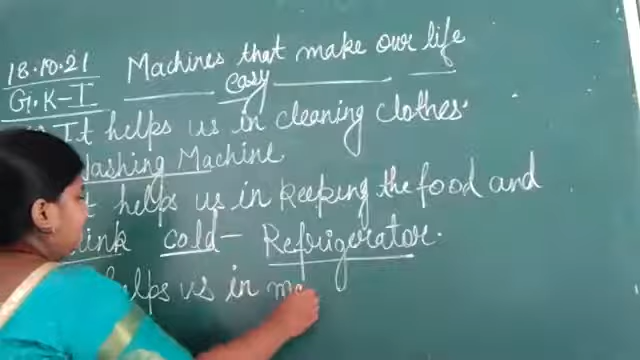 18.10.21 Machines that make our life
G.K-I easy
It helps us in cleaning clothes.
Washing Machine
helps us in keeping the food and
cold- Refrigerator.
helps us in